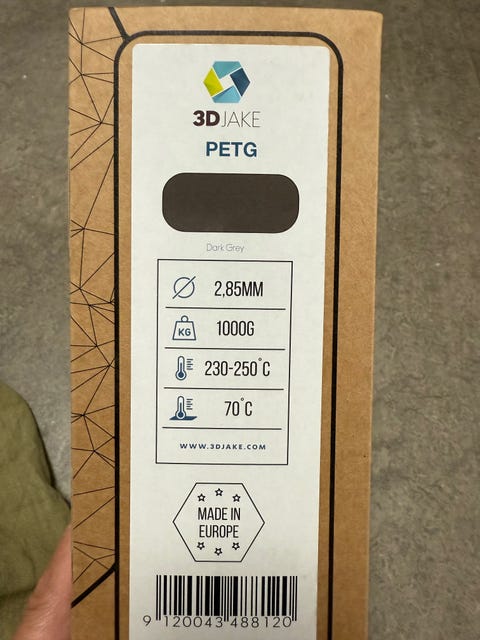 3DJAKE
PETG
Dark Grey
2,85MM
KG
1000G
230-250°C
70°C
WWW.3DJAKE.COM
MADE IN
EUROPE
9 120043 488120